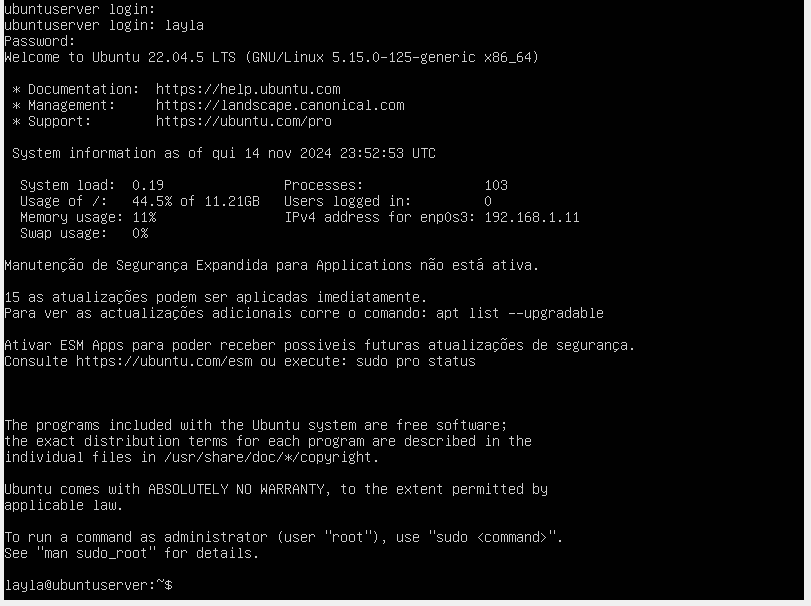 ubuntuserver login:
ubuntuserver login: layla
Password:
Welcome to Ubuntu 22.04.5 LTS (GNU/Linux 5.15.0-125-generic x86_64)
* Documentation:  https://help.ubuntu.com
* Management:     https://landscape.canonical.com
* Support:        https://ubuntu.com/pro
System information as of qui 14 nov 2024 23:52:53 UTC
System load:  0.19               Processes:               103
Usage of /:   44.5% of 11.21GB   Users logged in:         0
Memory usage: 11%                IPv4 address for enp0s3: 192.168.1.11
Swap usage:   0%
Manutenção de Segurança Expandida para Applications não está ativa.
15 as atualizações podem ser aplicadas imediatamente.
Para ver as actualizações adicionais corre o comando: apt list --upgradable
Ativar ESM Apps para poder receber possiveis futuras atualizações de segurança.
Consulte https://ubuntu.com/esm ou execute: sudo pro status
The programs included with the Ubuntu system are free software;
the exact distribution terms for each program are described in the
individual files in /usr/share/doc/*/copyright.
Ubuntu comes with ABSOLUTELY NO WARRANTY, to the extent permitted by
applicable law.
To run a command as administrator (user "root"), use "sudo <command>".
See "man sudo_root" for details.
layla@ubuntuserver:~$